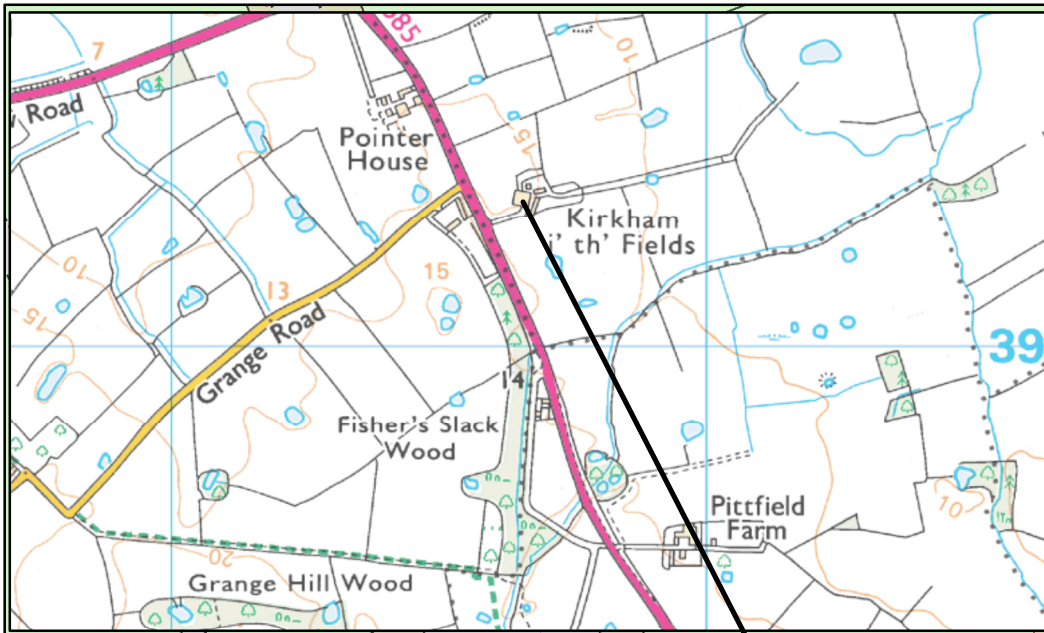 085
7
10
Road
Pointer
House
15
Kirkham
i' th' Fields
10
15
13
15
Grange Road
39
14
Fisher's Slack
Wood
Pittfield
Farm
10
20
Grange Hill Wood